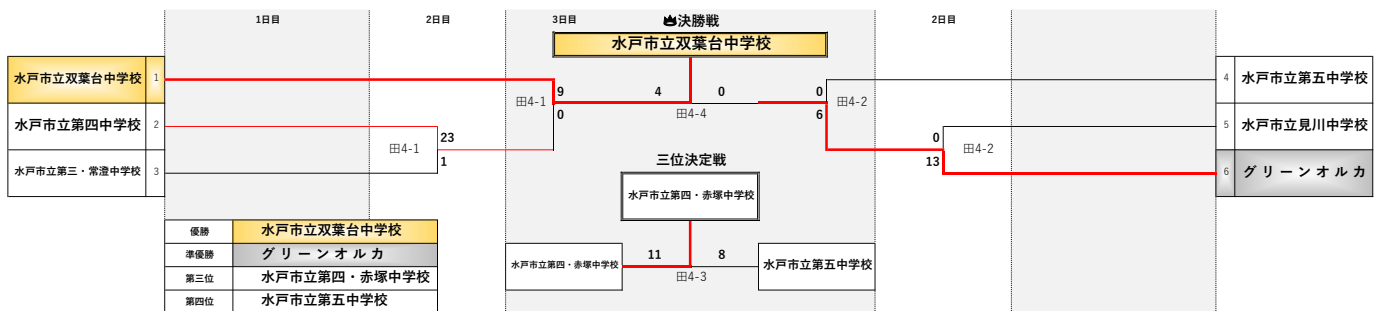 1日目
2日目
3日目
決勝戦
2日目
水戸市立双葉台中学校
水戸市立双葉台中学校 1
水戸市立第四中学校 2
水戸市立第三・常澄中学校 3
田4-1
23
1
田4-1
9
0
4
0
田4-4
0
6
田4-2
0
13
田4-2
4 水戸市立第五中学校
5 水戸市立見川中学校
6 グリーンオルカ
三位決定戦
水戸市立第四・赤塚中学校
水戸市立第四・赤塚中学校
11
8
田4-3
水戸市立第五中学校
優勝 水戸市立双葉台中学校
準優勝 グリーンオルカ
第三位 水戸市立第四・赤塚中学校
第四位 水戸市立第五中学校